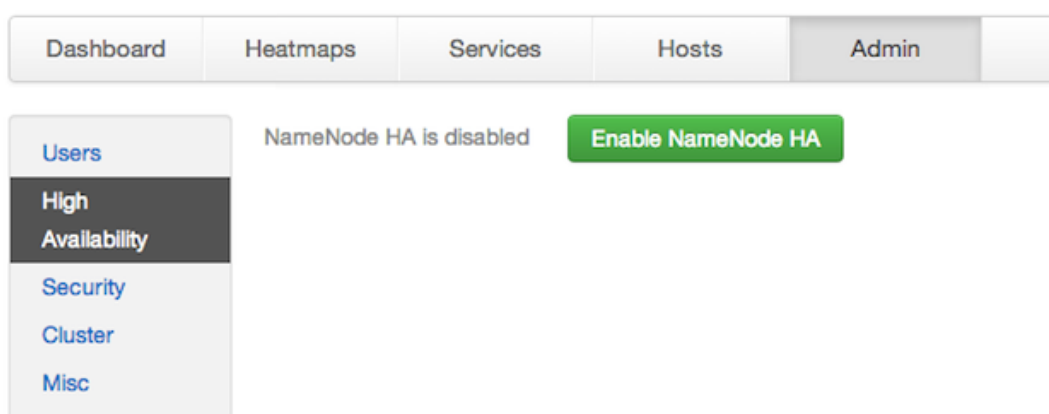 Dashboard Heatmaps Services Hosts Admin
Users
High
Availability
Security
Cluster
Misc
NameNode HA is disabled Enable NameNode HA